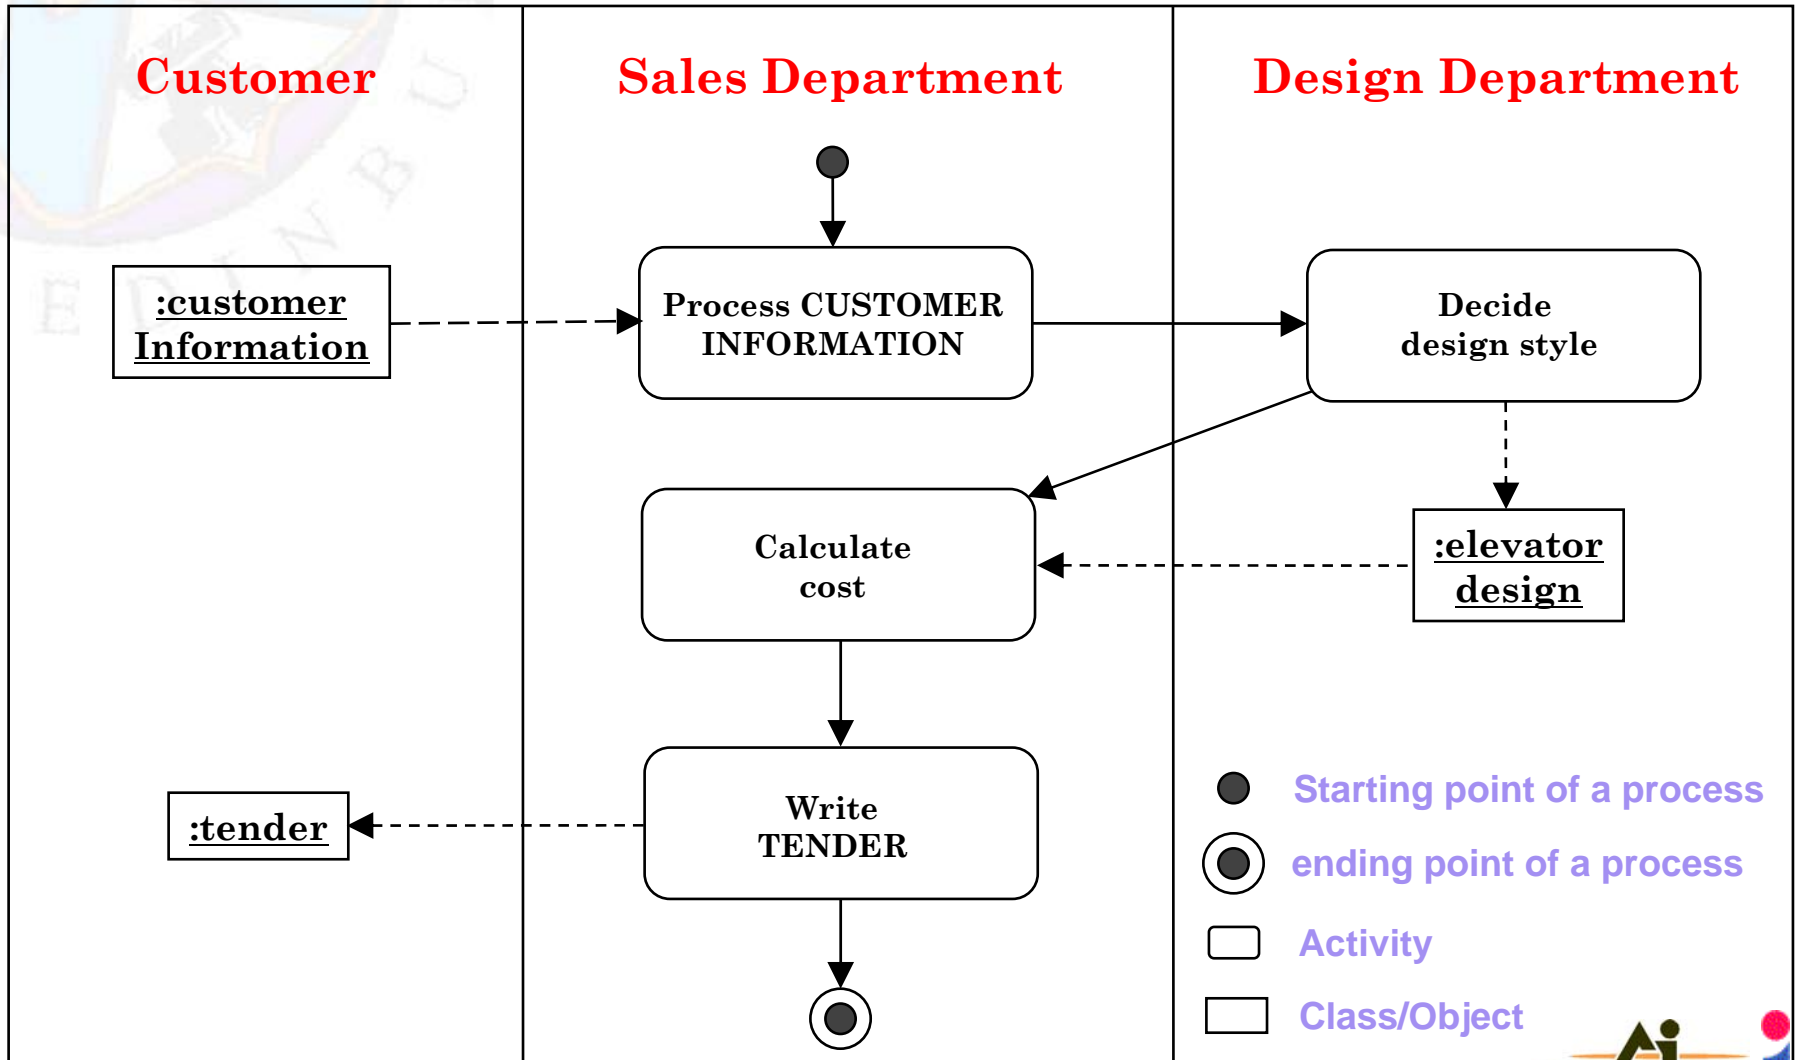 Customer
Sales Department
Design Department
:customer
Information
Process CUSTOMER
INFORMATION
Decide
design style
Calculate
cost
:elevator
design
Write
TENDER
:tender
Starting point of a process
ending point of a process
Activity
Class/Object
E D I N B U
Ai